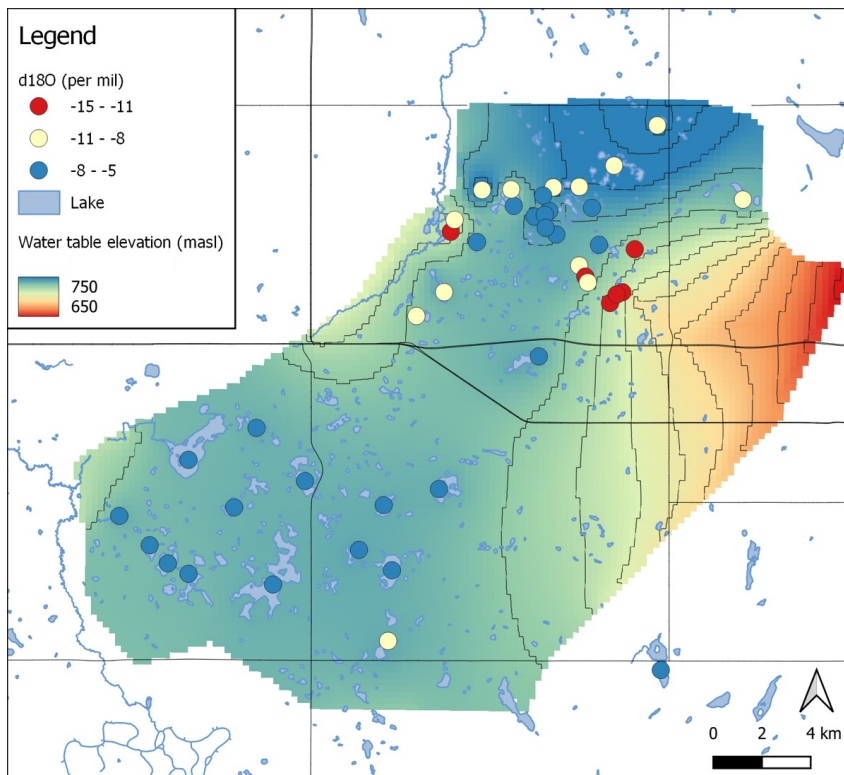 Legend
d18O (per mil)
-15 - -11
-11 - -8
-8 - -5
Lake
Water table elevation (masl)
750
650
0 2 4 km